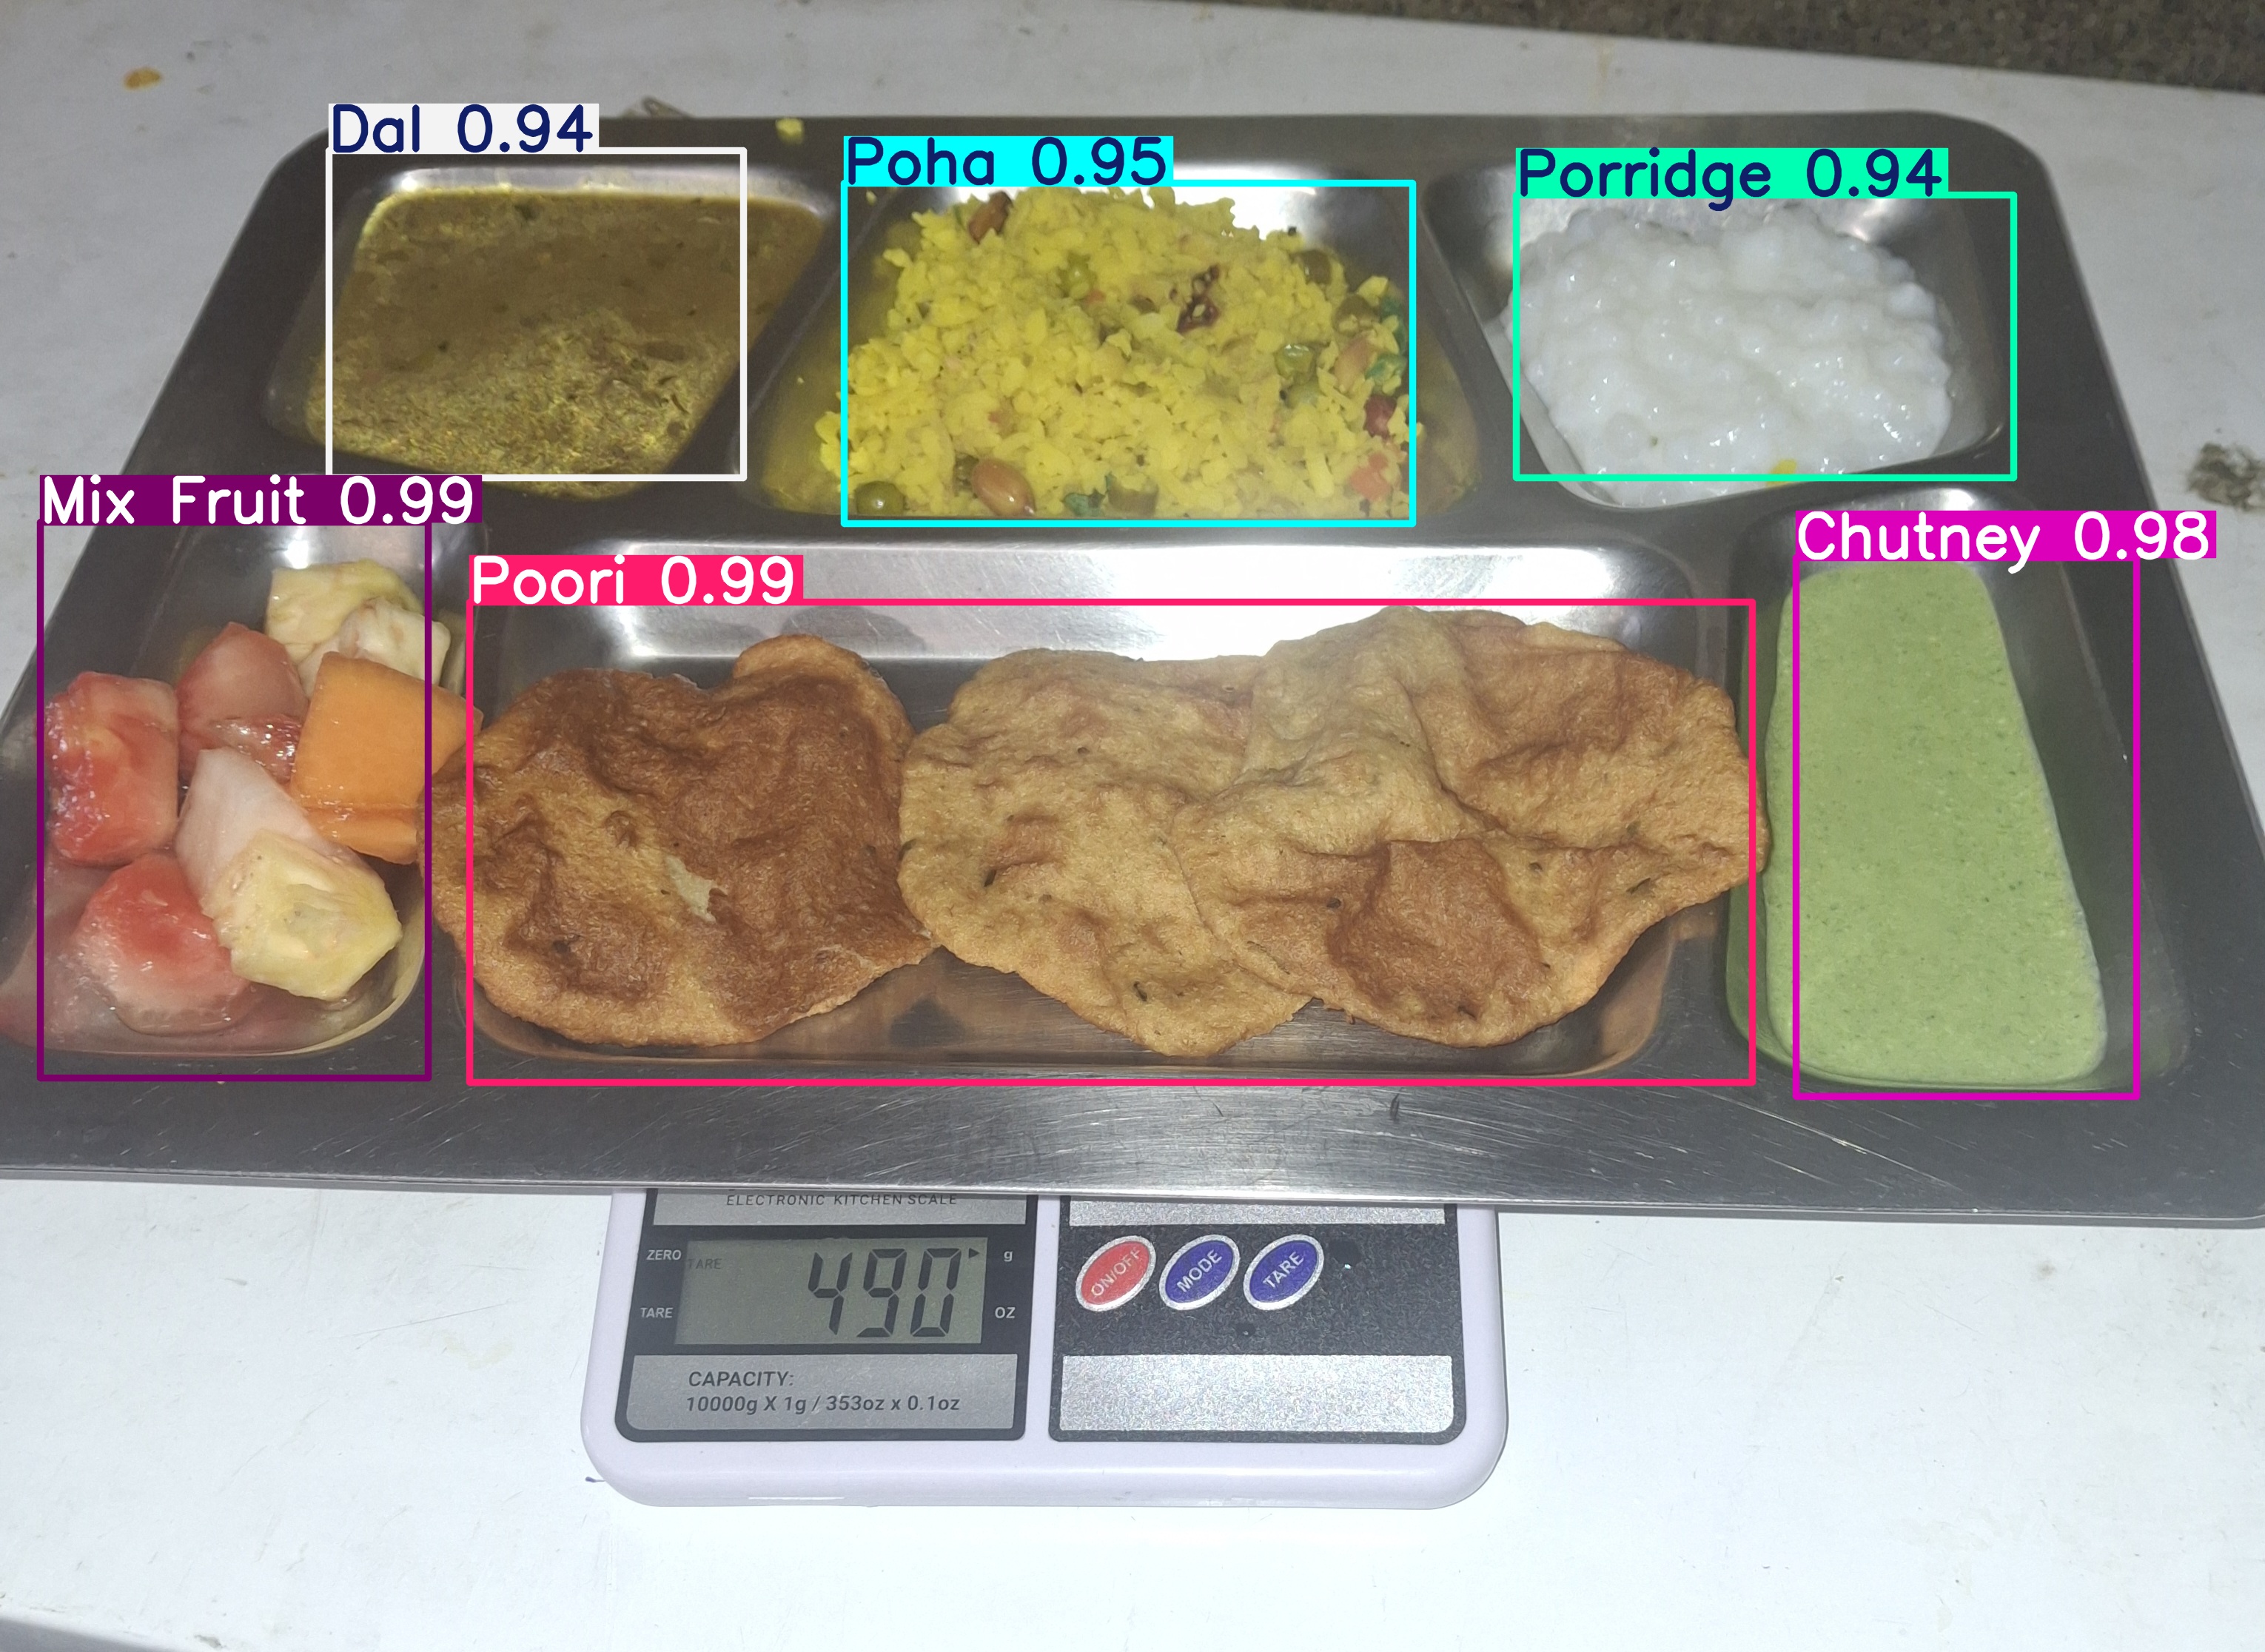 Dal 0.94
Poha 0.95
Porridge 0.94
Mix Fruit 0.99
Chutney 0.98
Poori 0.99
ELECTRONIC KITCHEN SCALE
ZERO
TARE
490
g
TARE
OZ
ON/OFF
MODE
TARE
CAPACITY:
10000g X 1g / 353oz x 0.1oz